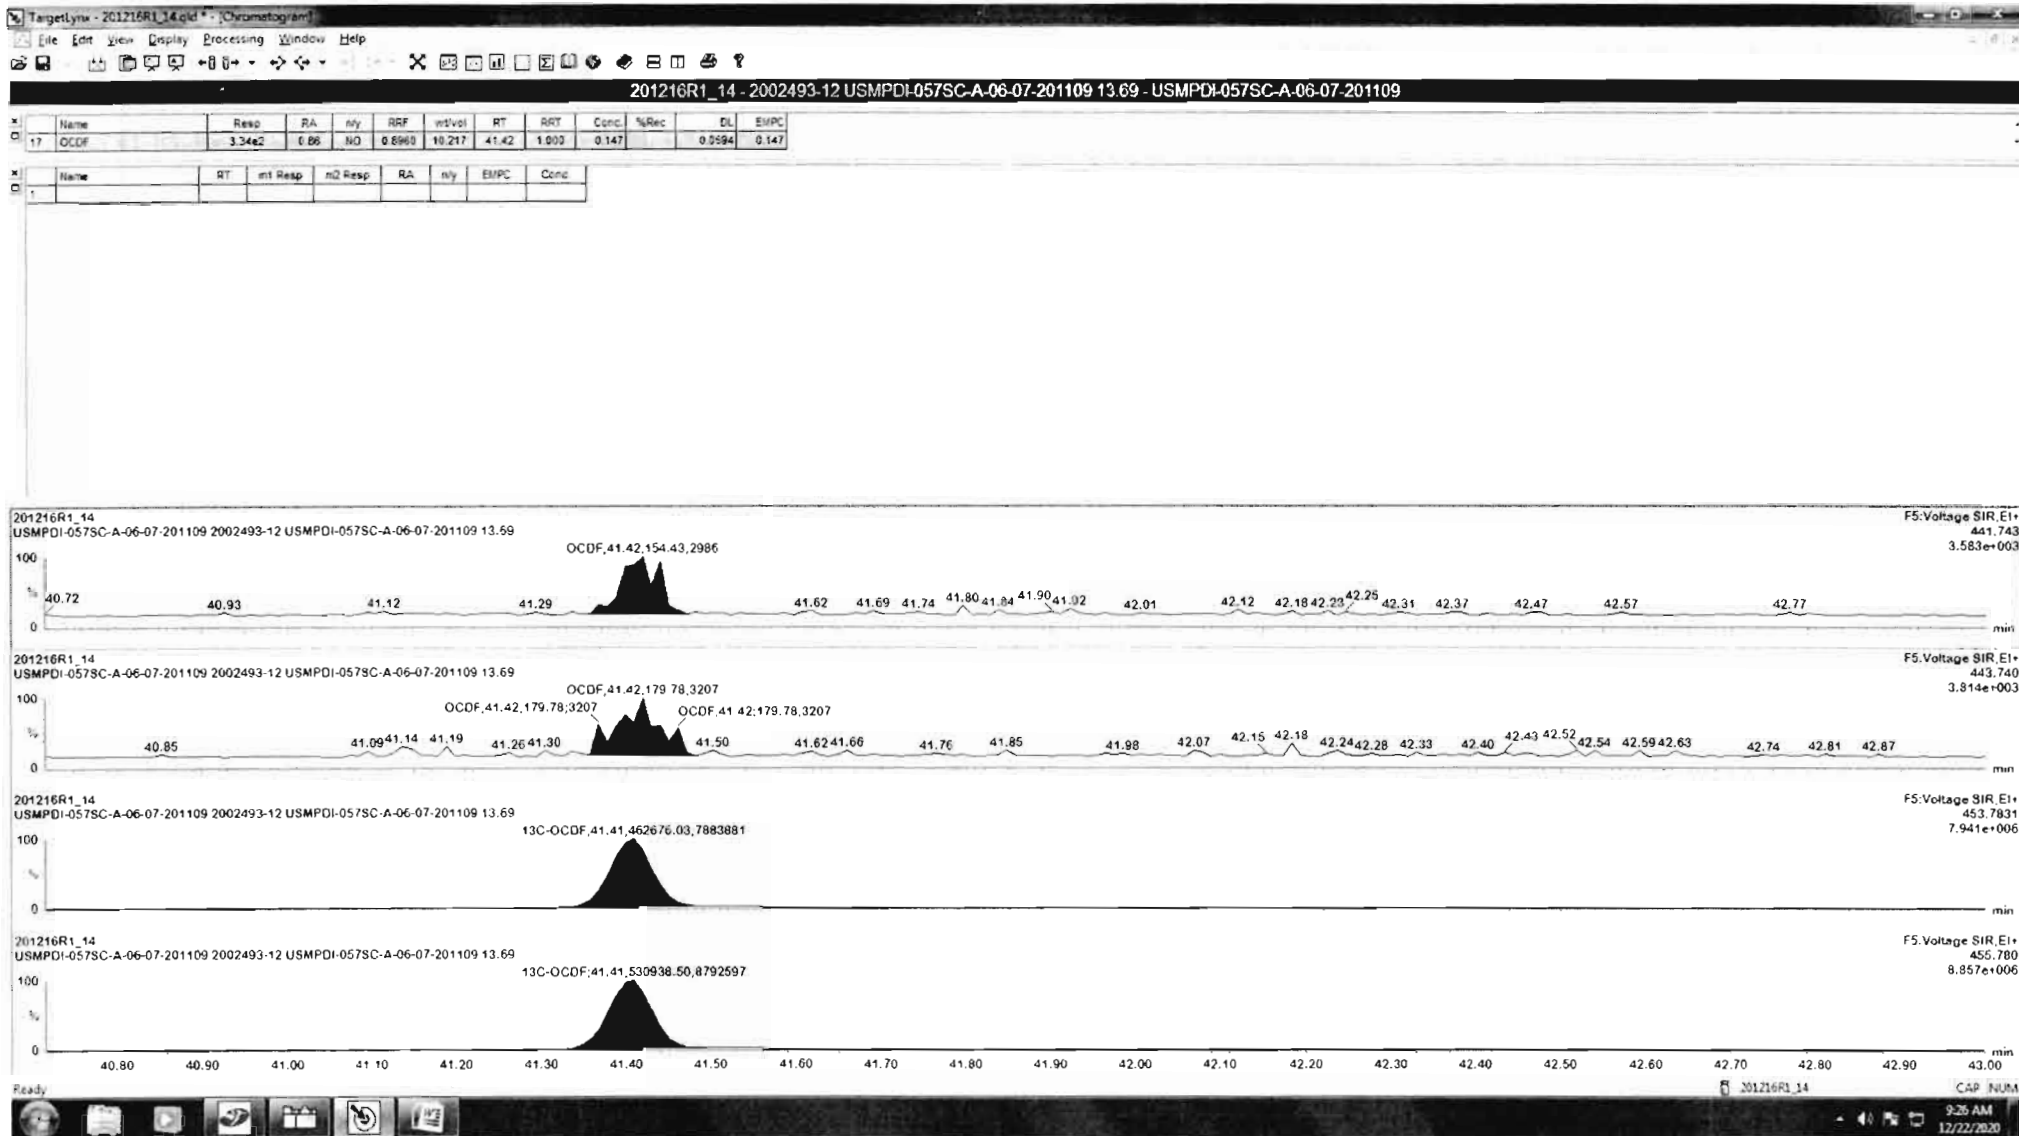 TargetLynx - 201216R1_14.qld * - [Chromatogram]
File Edit View Display Processing Window Help
201216R1_14 - 2002493-12 USMPDI-057SC-A-06-07-201109 13.69 - USMPDI-057SC-A-06-07-201109
Name Resp RA n/y RRF wt/vol RT RRT Conc. %Rec DL EMPC
17 OCDF 3.34e2 0.86 NO 0.8960 10.217 41.42 1.000 0.147 0.0594 0.147
Name RT m1 Resp m2 Resp RA n/y EMPC Conc.
1
201216R1_14
USMPDI-057SC-A-06-07-201109 2002493-12 USMPDI-057SC-A-06-07-201109 13.69
F5:Voltage SIR,EI+
441.743
3.583e+003
OCDF,41.42,154.43,2986
100
%
0
40.72 40.93 41.12 41.29 41.62 41.69 41.74 41.80 41.84 41.90 41.92 42.01 42.12 42.18 42.23 42.25 42.31 42.37 42.47 42.57 42.77
min
201216R1_14
USMPDI-057SC-A-06-07-201109 2002493-12 USMPDI-057SC-A-06-07-201109 13.69
F5:Voltage SIR,EI+
443.740
3.814e+003
OCDF,41.42,179.78,3207
OCDF,41.42;179.78;3207 OCDF,41.42;179.78,3207
100
%
0
40.85 41.09 41.14 41.19 41.26 41.30 41.50 41.62 41.66 41.76 41.85 41.98 42.07 42.15 42.18 42.24 42.28 42.33 42.40 42.43 42.52 42.54 42.59 42.63 42.74 42.81 42.87
min
201216R1_14
USMPDI-057SC-A-06-07-201109 2002493-12 USMPDI-057SC-A-06-07-201109 13.69
F5:Voltage SIR,EI+
453.7831
7.941e+006
13C-OCDF,41.41,462676.03,7883881
100
%
0
min
201216R1_14
USMPDI-057SC-A-06-07-201109 2002493-12 USMPDI-057SC-A-06-07-201109 13.69
F5:Voltage SIR,EI+
455.780
8.857e+006
13C-OCDF;41.41,530938.50,8792597
100
%
0
min
40.80 40.90 41.00 41.10 41.20 41.30 41.40 41.50 41.60 41.70 41.80 41.90 42.00 42.10 42.20 42.30 42.40 42.50 42.60 42.70 42.80 42.90 43.00
Ready 201216R1_14 CAP NUM
9:26 AM
12/22/2020